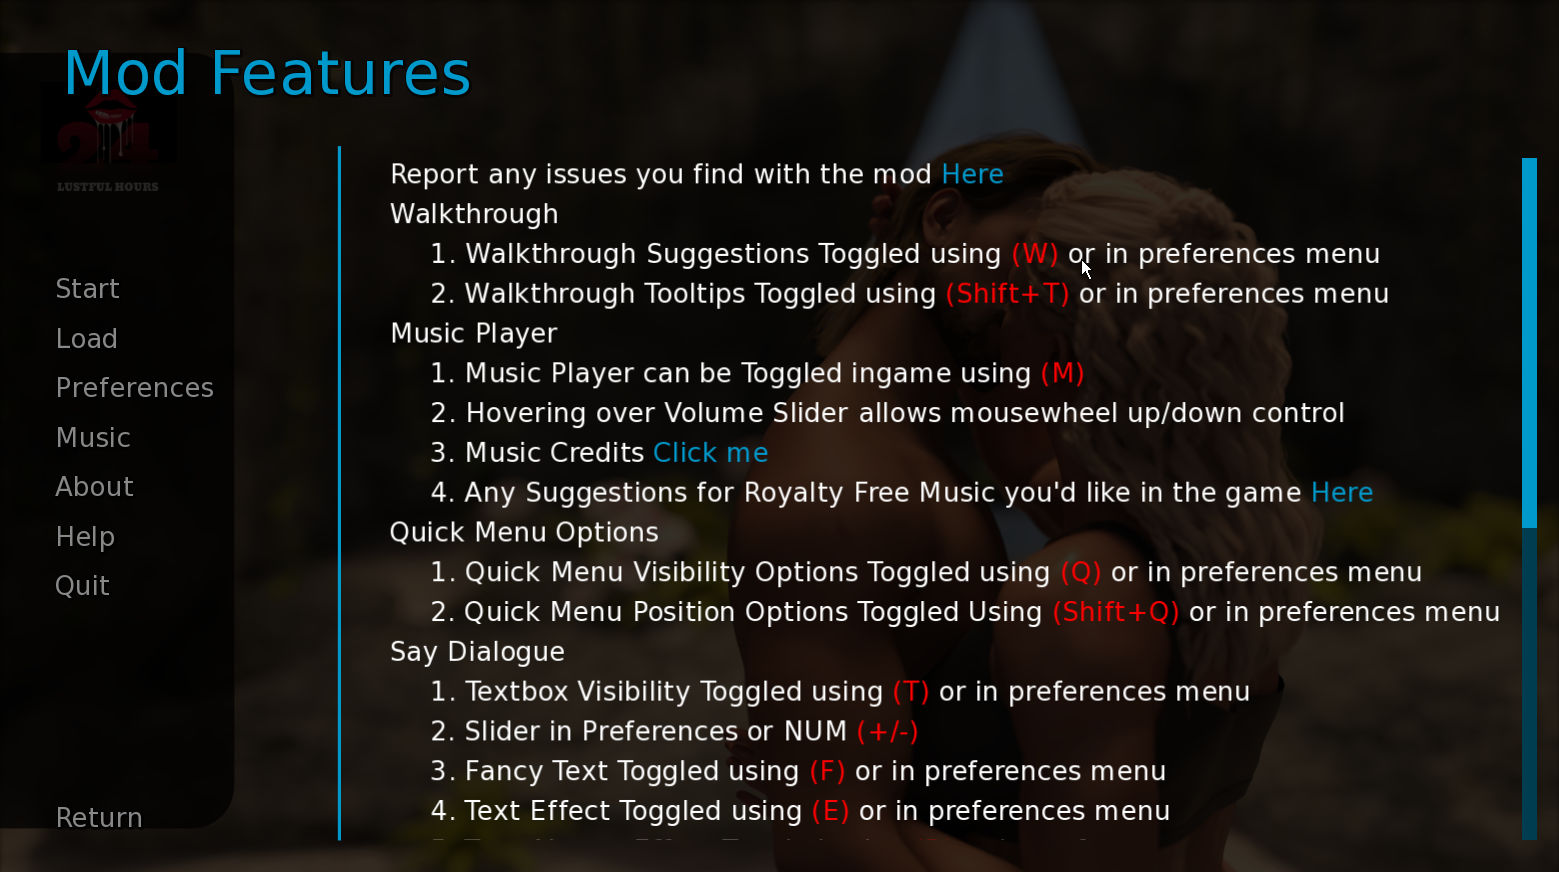 Mod Features
LUSTFUL HOURS
Start
Load
Preferences
Music
About
Help
Quit
Return
Report any issues you find with the mod Here
Walkthrough
1. Walkthrough Suggestions Toggled using (W) or in preferences menu
2. Walkthrough Tooltips Toggled using (Shift+T) or in preferences menu
Music Player
1. Music Player can be Toggled ingame using (M)
2. Hovering over Volume Slider allows mousewheel up/down control
3. Music Credits Click me
4. Any Suggestions for Royalty Free Music you'd like in the game Here
Quick Menu Options
1. Quick Menu Visibility Options Toggled using (Q) or in preferences menu
2. Quick Menu Position Options Toggled Using (Shift+Q) or in preferences menu
Say Dialogue
1. Textbox Visibility Toggled using (T) or in preferences menu
2. Slider in Preferences or NUM (+/-)
3. Fancy Text Toggled using (F) or in preferences menu
4. Text Effect Toggled using (E) or in preferences menu